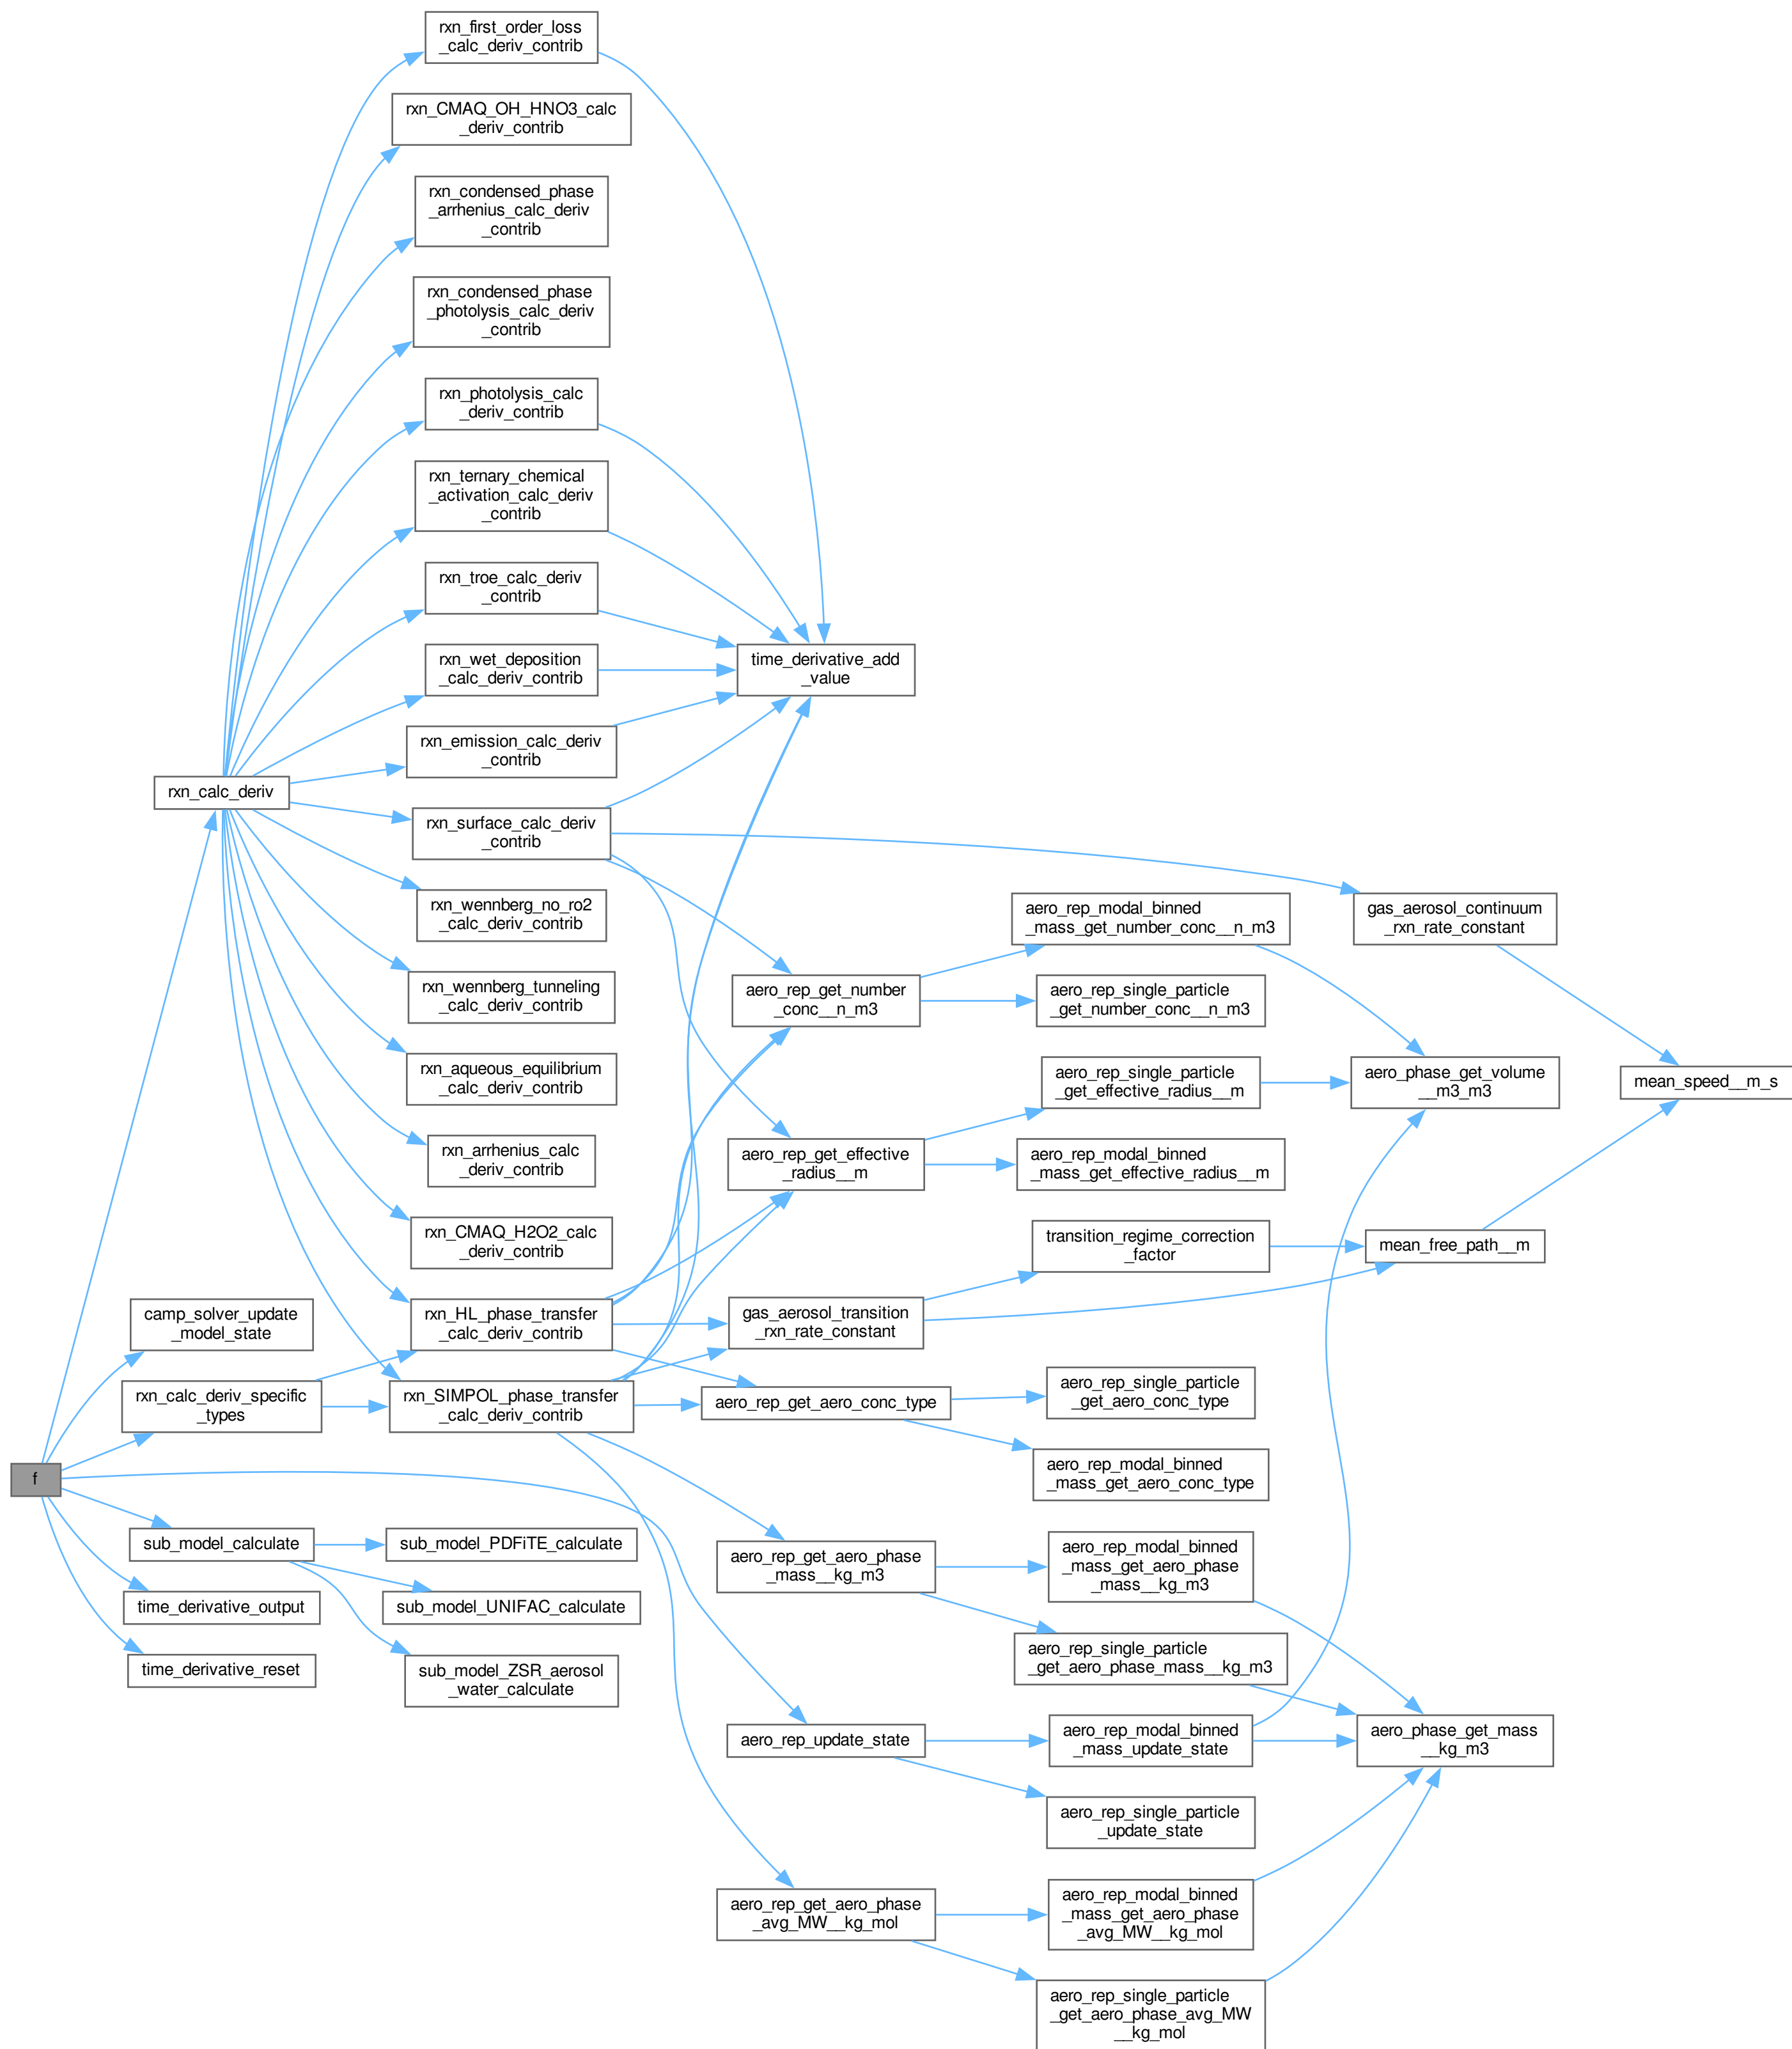 rxn_first_order_loss
_calc_deriv_contrib
rxn_CMAQ_OH_HNO3_calc
_deriv_contrib
rxn_condensed_phase
_arrhenius_calc_deriv
_contrib
rxn_condensed_phase
_photolysis_calc_deriv
_contrib
rxn_photolysis_calc
_deriv_contrib
rxn_ternary_chemical
_activation_calc_deriv
_contrib
rxn_troe_calc_deriv
_contrib
rxn_wet_deposition
_calc_deriv_contrib
time_derivative_add
_value
rxn_emission_calc_deriv
_contrib
rxn_calc_deriv
rxn_surface_calc_deriv
_contrib
rxn_wennberg_no_ro2
_calc_deriv_contrib
aero_rep_modal_binned
_mass_get_number_conc__n_m3
gas_aerosol_continuum
_rxn_rate_constant
rxn_wennberg_tunneling
_calc_deriv_contrib
aero_rep_get_number
_conc__n_m3
aero_rep_single_particle
_get_number_conc__n_m3
rxn_aqueous_equilibrium
_calc_deriv_contrib
aero_rep_single_particle
_get_effective_radius__m
aero_phase_get_volume
__m3_m3
mean_speed__m_s
rxn_arrhenius_calc
_deriv_contrib
aero_rep_get_effective
_radius__m
aero_rep_modal_binned
_mass_get_effective_radius__m
rxn_CMAQ_H2O2_calc
_deriv_contrib
transition_regime_correction
_factor
mean_free_path__m
camp_solver_update
_model_state
rxn_HL_phase_transfer
_calc_deriv_contrib
gas_aerosol_transition
_rxn_rate_constant
rxn_calc_deriv_specific
_types
rxn_SIMPOL_phase_transfer
_calc_deriv_contrib
aero_rep_get_aero_conc_type
aero_rep_single_particle
_get_aero_conc_type
aero_rep_modal_binned
_mass_get_aero_conc_type
f
sub_model_calculate
sub_model_PDFiTE_calculate
aero_rep_get_aero_phase
_mass__kg_m3
aero_rep_modal_binned
_mass_get_aero_phase
_mass__kg_m3
time_derivative_output
sub_model_UNIFAC_calculate
aero_rep_single_particle
_get_aero_phase_mass__kg_m3
time_derivative_reset
sub_model_ZSR_aerosol
_water_calculate
aero_rep_update_state
aero_rep_modal_binned
_mass_update_state
aero_phase_get_mass
__kg_m3
aero_rep_single_particle
_update_state
aero_rep_get_aero_phase
_avg_MW__kg_mol
aero_rep_modal_binned
_mass_get_aero_phase
_avg_MW__kg_mol
aero_rep_single_particle
_get_aero_phase_avg_MW
__kg_mol